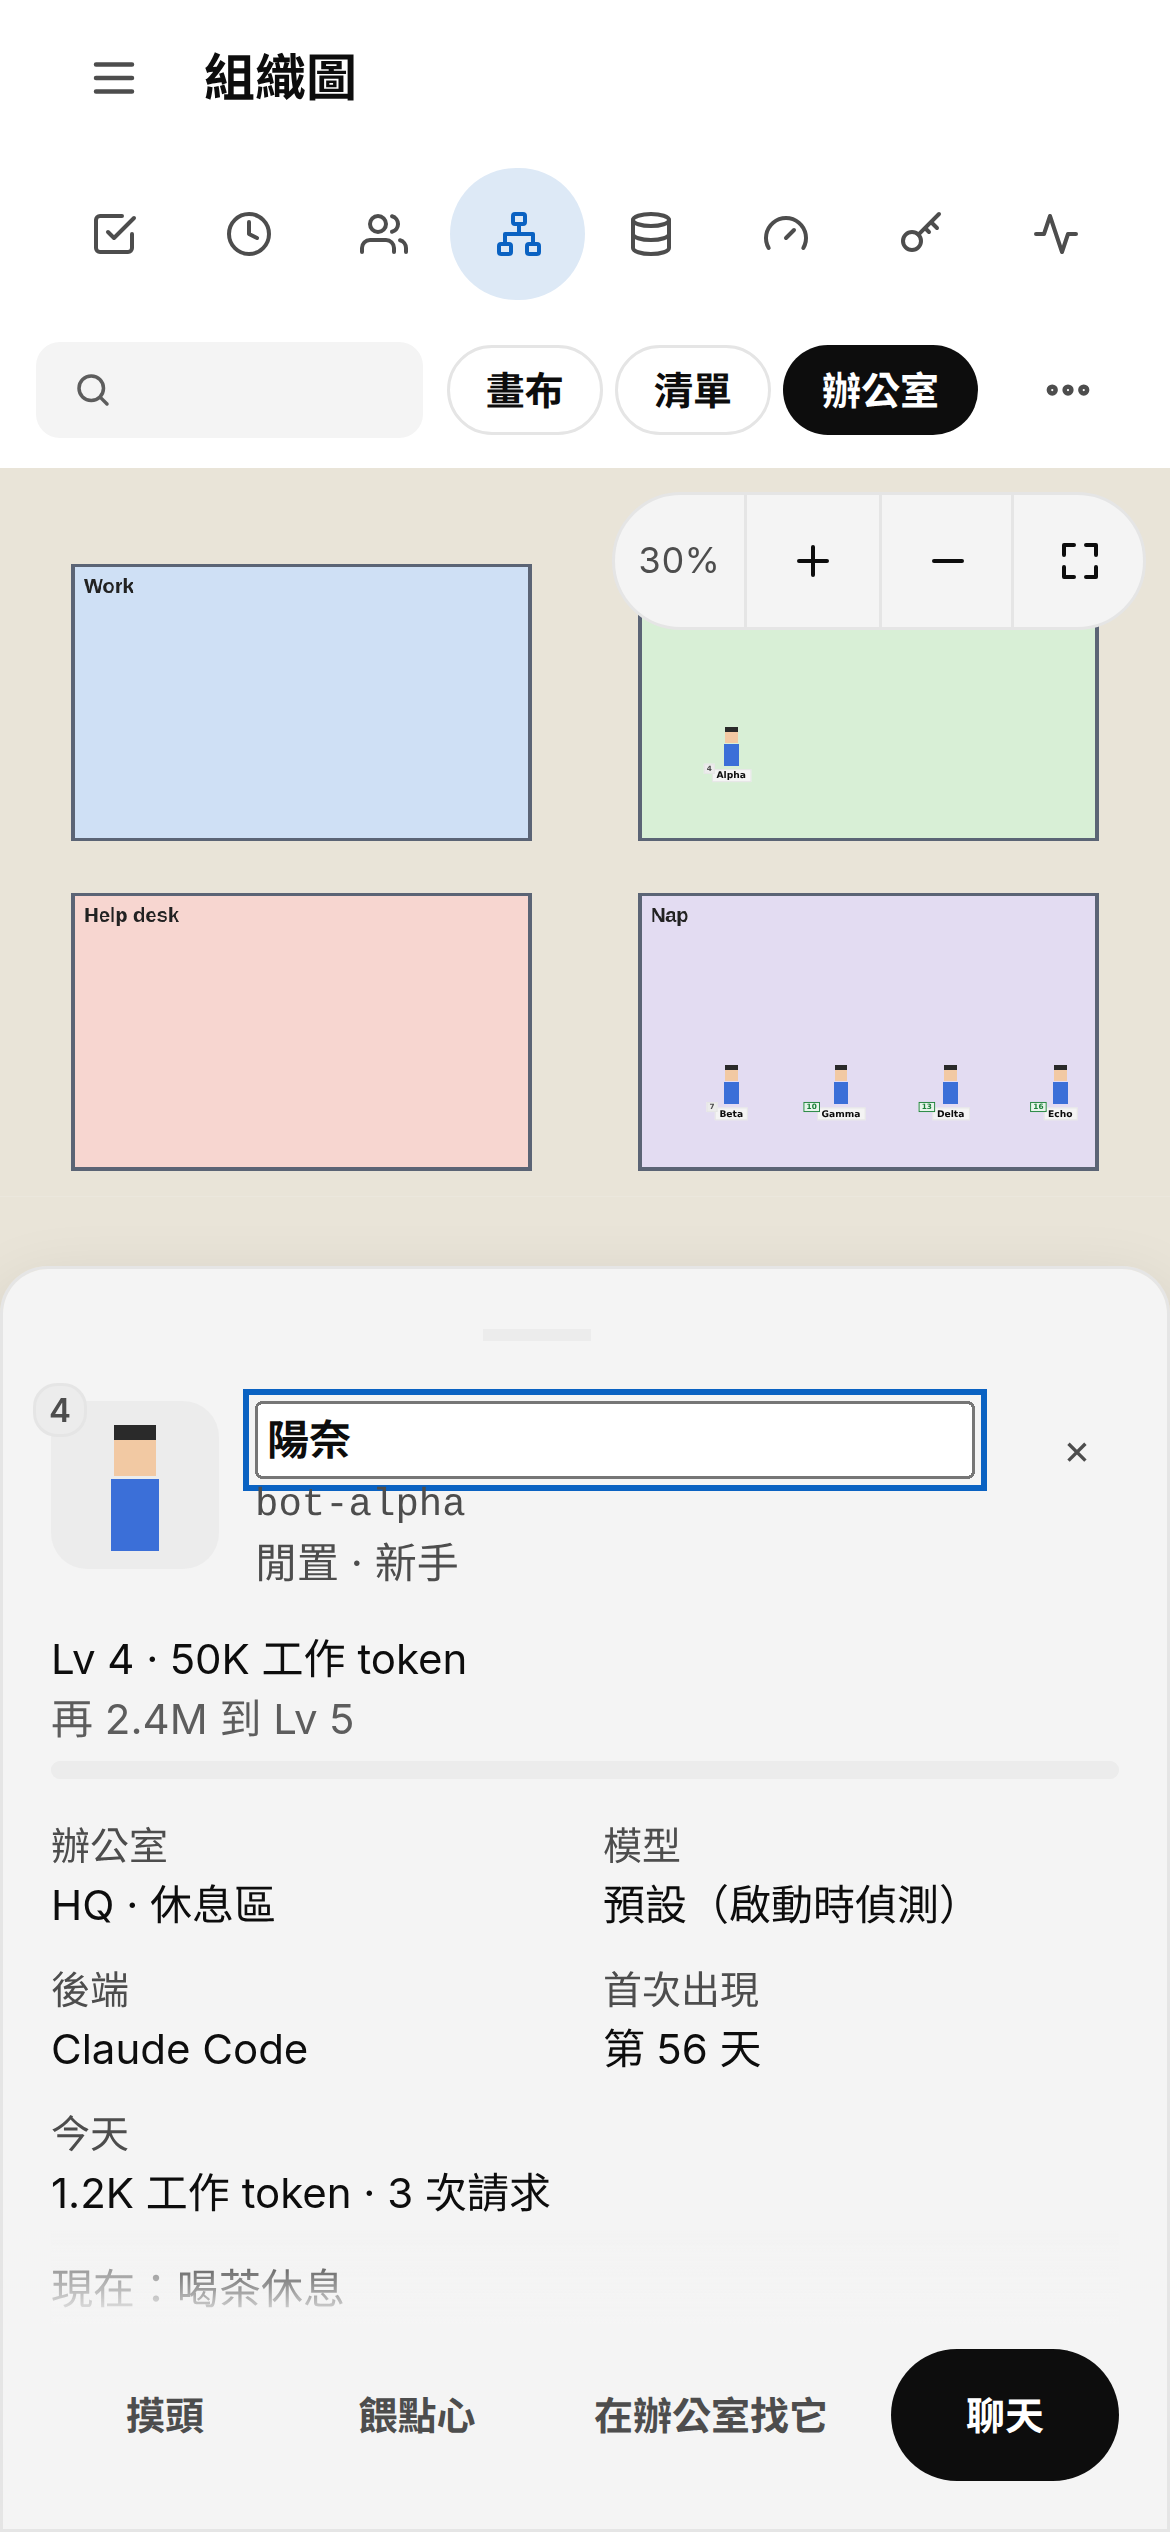 組織圖
畫布
清單
辦公室
30%
Work
4
Alpha
Help desk
Nap
7
Beta
10
Gamma
13
Delta
16
Echo
4
陽奈
bot-alpha
閒置 · 新手
Lv 4 · 50K 工作 token
再 2.4M 到 Lv 5
辦公室
模型
HQ · 休息區
預設（啟動時偵測）
後端
首次出現
Claude Code
第 56 天
今天
1.2K 工作 token · 3 次請求
現在：喝茶休息
摸頭
餵點心
在辦公室找它
聊天